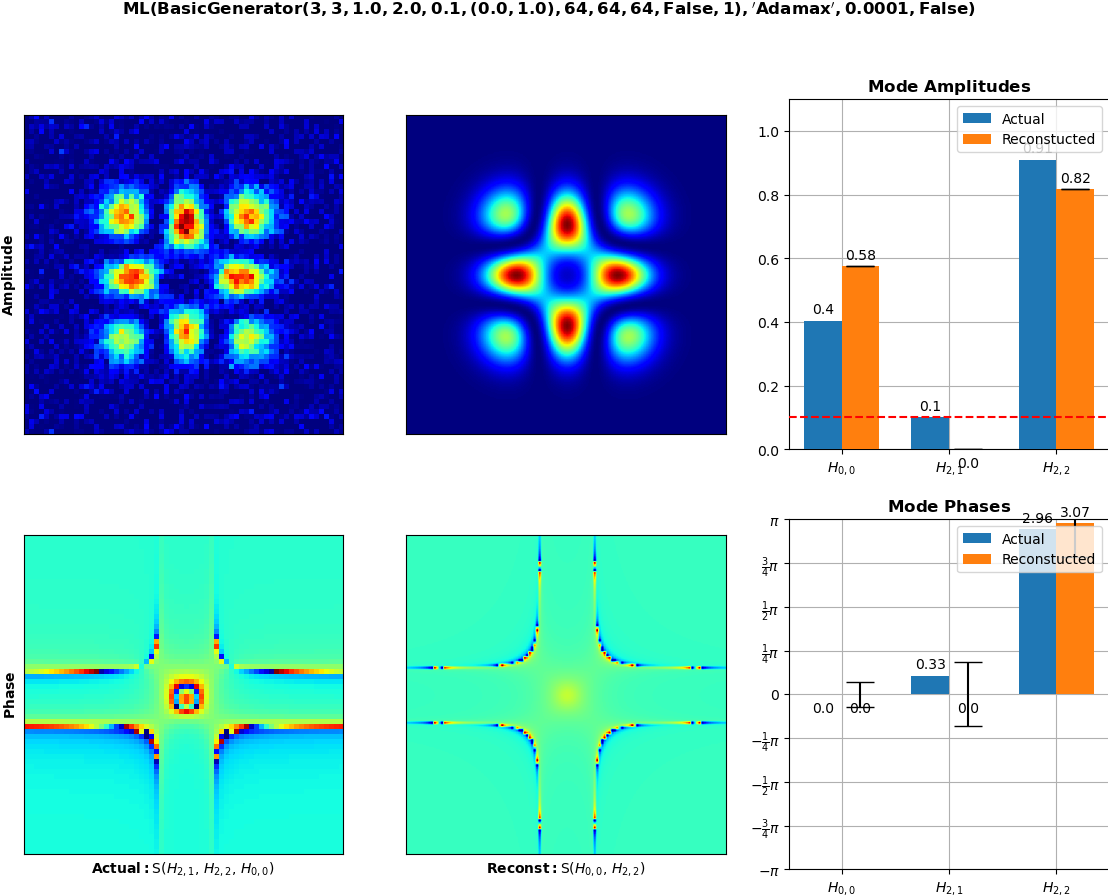 ML(BasicGenerator(3, 3, 1.0, 2.0, 0.1, (0.0, 1.0), 64, 64, 64, False, 1), ′Adamax′, 0.0001, False)
Amplitude
Mode Amplitudes
Actual
Reconstucted
1.0
0.8
0.6
0.4
0.2
0.0
0.4
0.58
0.1
0.0
0.91
0.82
H0,0
H2,1
H2,2
Phase
Actual: S(H2,1, H2,2, H0,0)
Reconst: S(H0,0, H2,2)
Mode Phases
Actual
Reconstucted
π
3/4π
1/2π
1/4π
0
−1/4π
−1/2π
−3/4π
−π
0.0
0.0
0.33
0.0
2.96
3.07
H0,0
H2,1
H2,2